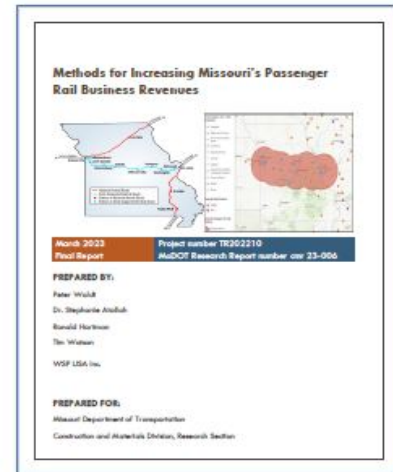 Methods for Increasing Missouri's Passenger
Rail Business Revenues
March 2023
Project number TR202210
Final Report
MoDOT Research Report number cmr 23-006
PREPARED BY:
Peter Waldt
Dr. Stephanie Atallah
Ronald Hartman
Tim Watson
WSP USA Inc.
PREPARED FOR:
Missouri Department of Transportation
Construction and Materials Division, Research Section